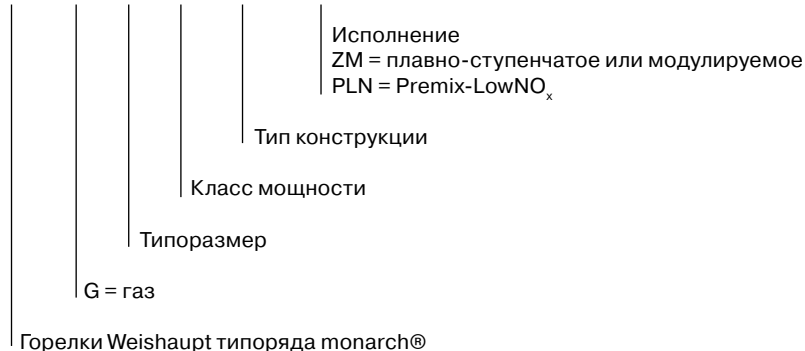 Исполнение
ZM = плавно-ступенчатое или модулируемое
PLN = Premix-LowNOₓ
Тип конструкции
Класс мощности
Типоразмер
G = газ
Горелки Weishaupt типоряда monarch®